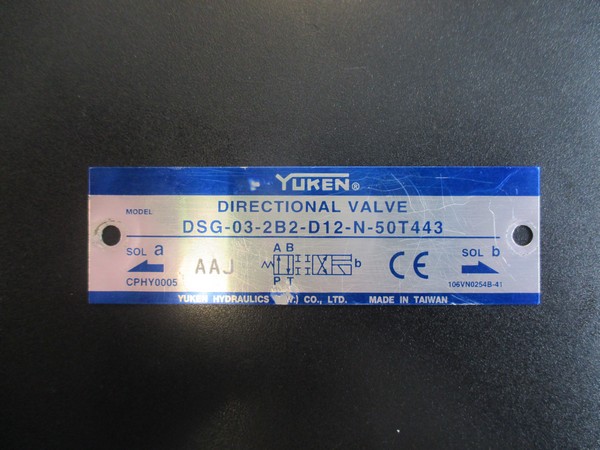 YUKEN®
DIRECTIONAL VALVE
MODEL
DSG-03-2B2-D12-N-50T443
SOL a
A B
SOL b
AAJ
b
CE
CPHY0005
P T
106VN0254B-41
YUKEN HYDRAULICS W.) CO., LTD. MADE IN TAIWAN